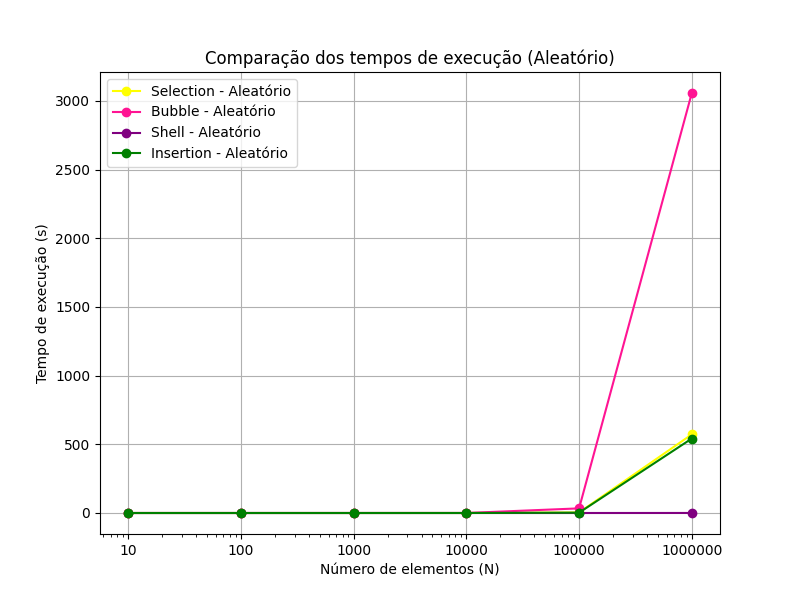 Comparação dos tempos de execução (Aleatório)
Selection - Aleatório
Bubble - Aleatório
Shell - Aleatório
Insertion - Aleatório
Tempo de execução (s)
3000
2500
2000
1500
1000
500
0
10 100 1000 10000 100000 1000000
Número de elementos (N)